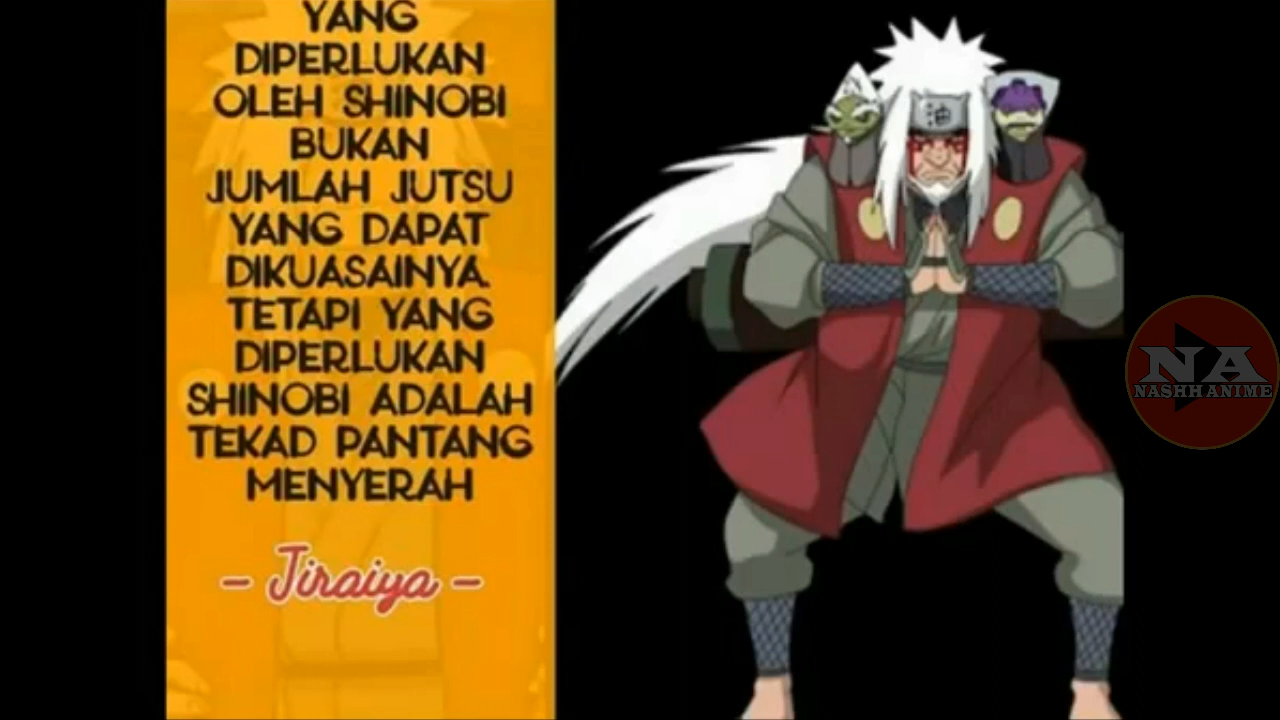 YANG
DIPERLUKAN
OLEH SHINOBI
BUKAN
JUMLAH JUTSU
YANG DAPAT
DIKUASAINYA.
TETAPI YANG
DIPERLUKAN
SHINOBI ADALAH
TEKAD PANTANG
MENYERAH
- Jiraiya -
油
NA
NASHH ANIME